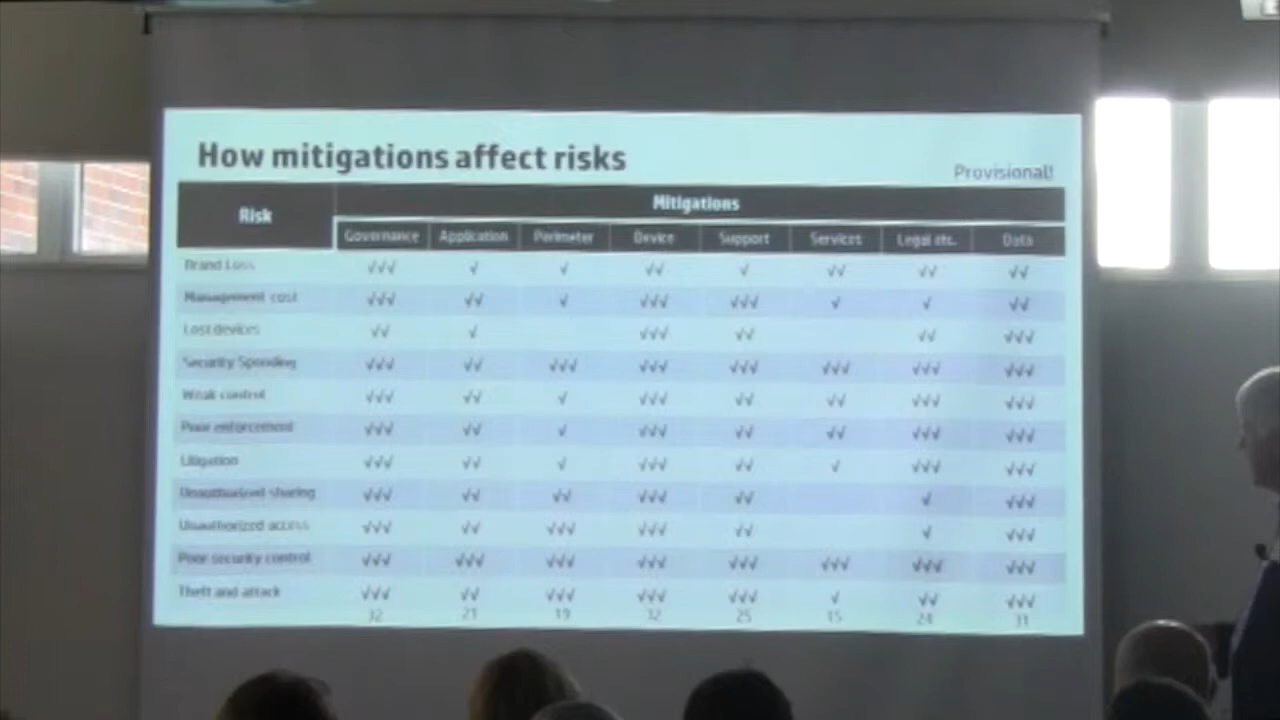 How mitigations affect risks
Provisional!
Risk Mitigations
Governance Application Perimeter Device Support Services Legal etc. Data
Brand Loss √√√ √ √ √√ √ √√ √√ √√
Management cost √√√ √√ √ √√√ √√√ √ √ √√
Lost devices √√ √ √√√ √√ √√ √√√
Security Spending √√√ √√ √√√ √√√ √√√ √√√ √√√ √√√
Weak control √√√ √√ √ √√√ √√ √√ √√√ √√√
Poor enforcement √√√ √√ √ √√√ √√ √√ √√√ √√√
Litigation √√√ √√ √ √√√ √√ √ √√√ √√√
Unauthorized sharing √√√ √√ √√ √√√ √√ √ √√√
Unauthorized access √√√ √√ √√√ √√√ √√ √ √√√
Poor security control √√√ √√√ √√√ √√√ √√√ √√√ √√√ √√√
Theft and attack √√√ √√ √√√ √√√ √√√ √ √√ √√√
32 21 19 32 25 15 24 31